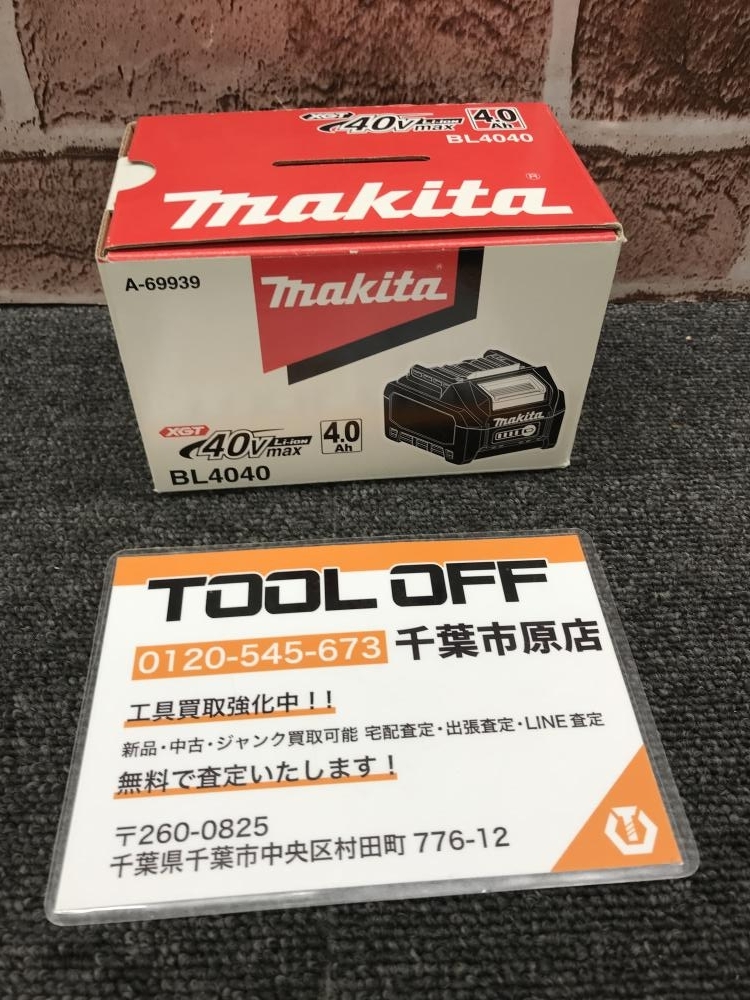 XGT 40Vmax Li-ion 4.0 Ah
BL4040
makita®
A-69939
makita®
makita
XGT
40Vmax Li-ion 4.0 Ah
BL4040
TOOL OFF
0120-545-673 千葉市原店
工具買取強化中！！
新品・中古・ジャンク買取可能 宅配査定・出張査定・LINE査定
無料で査定いたします！
〒260-0825
千葉県千葉市中央区村田町 776-12